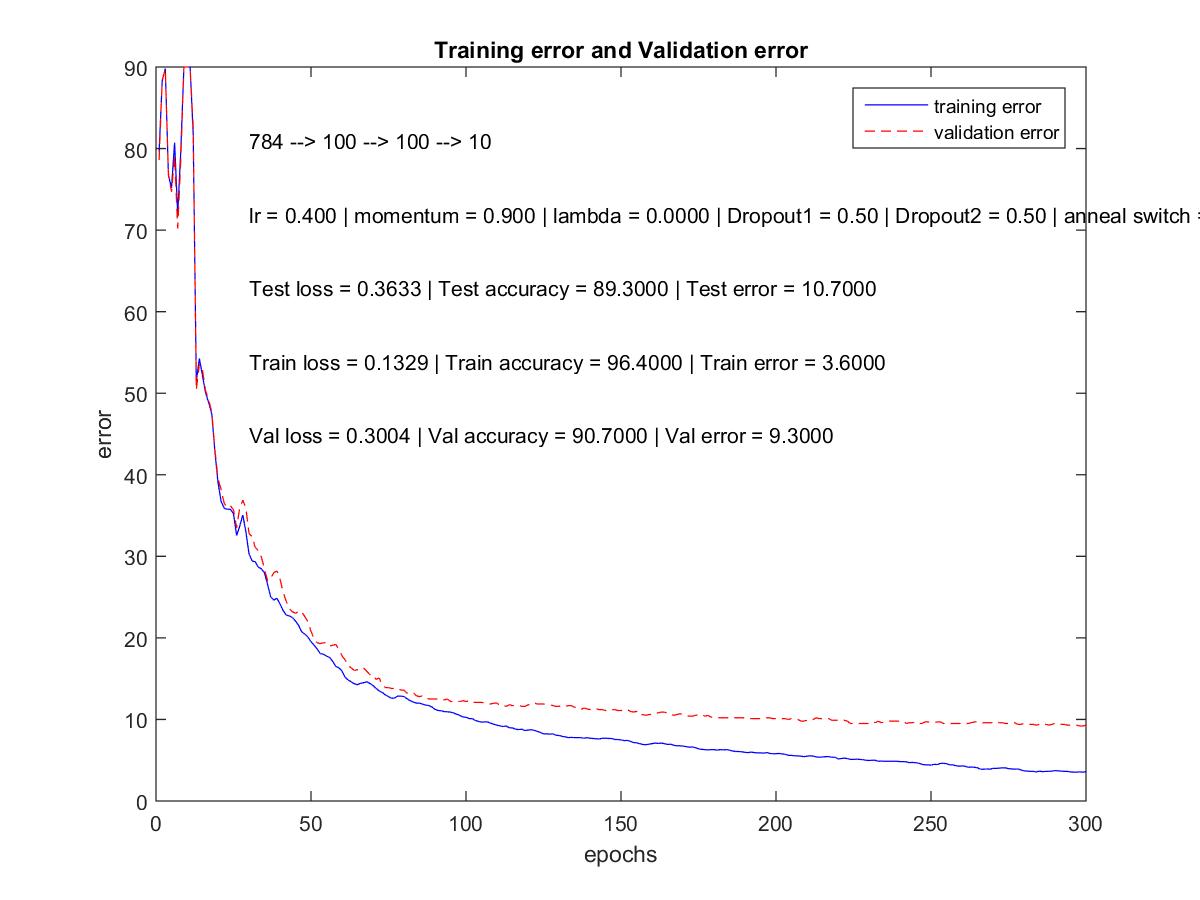 Training error and Validation error
90
80
70
60
50
40
30
20
10
0
error
training error
validation error
784 --> 100 --> 100 --> 10
lr = 0.400 | momentum = 0.900 | lambda = 0.0000 | Dropout1 = 0.50 | Dropout2 = 0.50 | anneal switch =
Test loss = 0.3633 | Test accuracy = 89.3000 | Test error = 10.7000
Train loss = 0.1329 | Train accuracy = 96.4000 | Train error = 3.6000
Val loss = 0.3004 | Val accuracy = 90.7000 | Val error = 9.3000
0 50 100 150 200 250 300
epochs